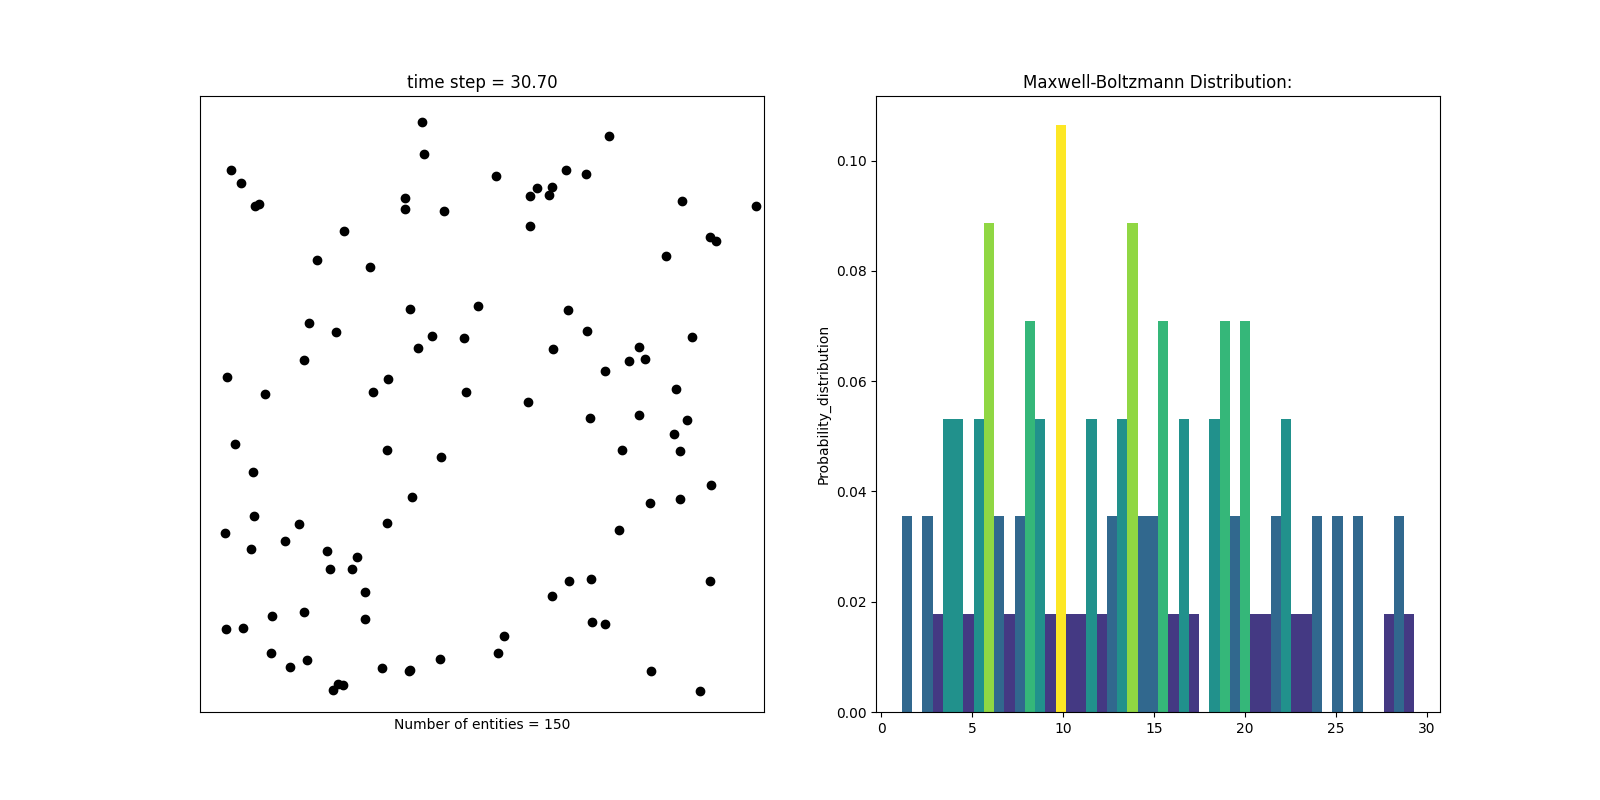 time step = 30.70
Number of entities = 150
Maxwell-Boltzmann Distribution:
Probability_distribution
0.10
0.08
0.06
0.04
0.02
0.00
0 5 10 15 20 25 30